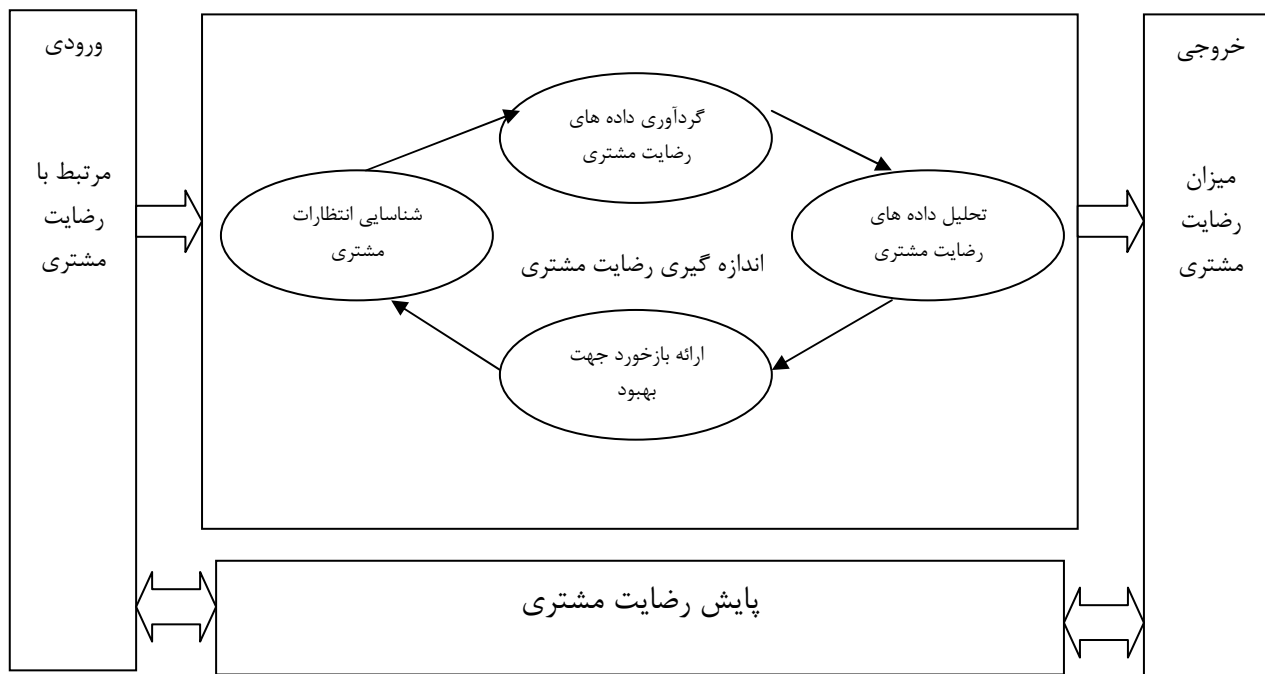 ورودی
مرتبط با
رضایت
مشتری
گردآوری داده های
رضایت مشتری
شناسایی انتظارات
مشتری
تحلیل داده های
رضایت مشتری
اندازه گیری رضایت مشتری
ارائه بازخورد جهت
بهبود
خروجی
میزان
رضایت
مشتری
پایش رضایت مشتری